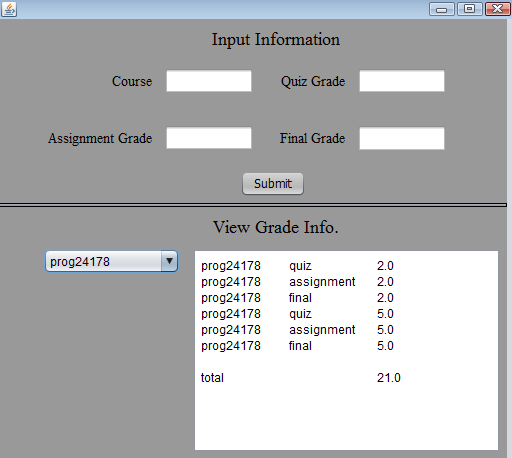 Input Information
Course Quiz Grade
Assignment Grade Final Grade
Submit
View Grade Info.
prog24178
prog24178 quiz 2.0
prog24178 assignment 2.0
prog24178 final 2.0
prog24178 quiz 5.0
prog24178 assignment 5.0
prog24178 final 5.0
total 21.0